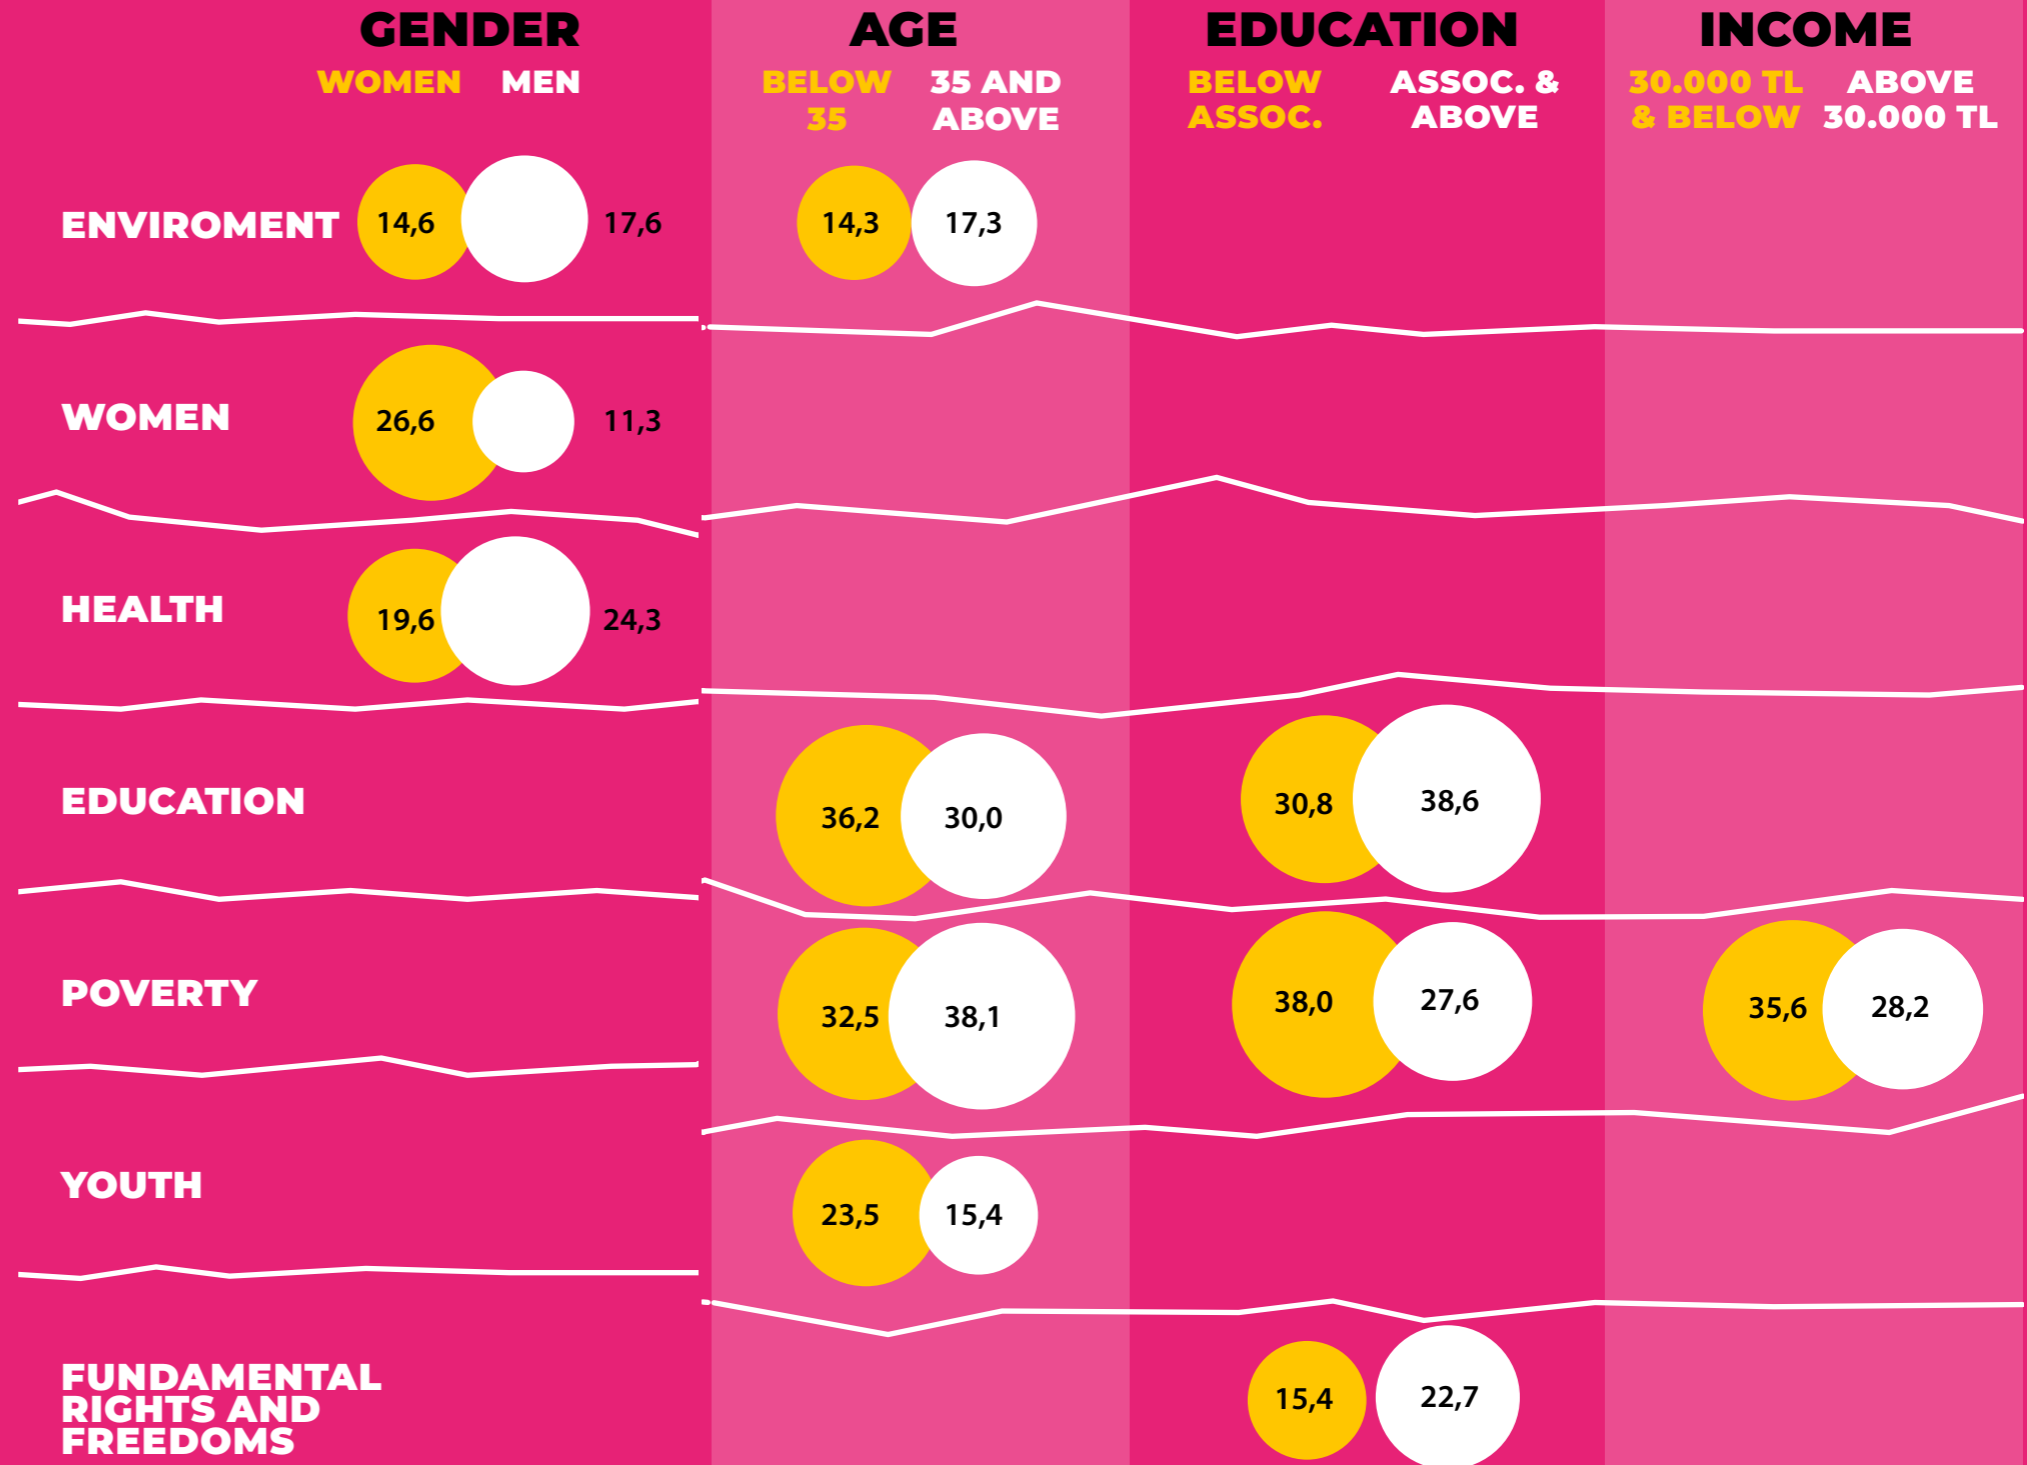 GENDER AGE EDUCATION INCOME
WOMEN MEN BELOW 35 AND BELOW ASSOC. & 30.000 TL ABOVE
35 ABOVE ASSOC. ABOVE & BELOW 30.000 TL
ENVIROMENT 14,6 17,6 14,3 17,3
WOMEN 26,6 11,3
HEALTH 19,6 24,3
EDUCATION 36,2 30,0 30,8 38,6
POVERTY 32,5 38,1 38,0 27,6 35,6 28,2
YOUTH 23,5 15,4
FUNDAMENTAL
RIGHTS AND 15,4 22,7
FREEDOMS